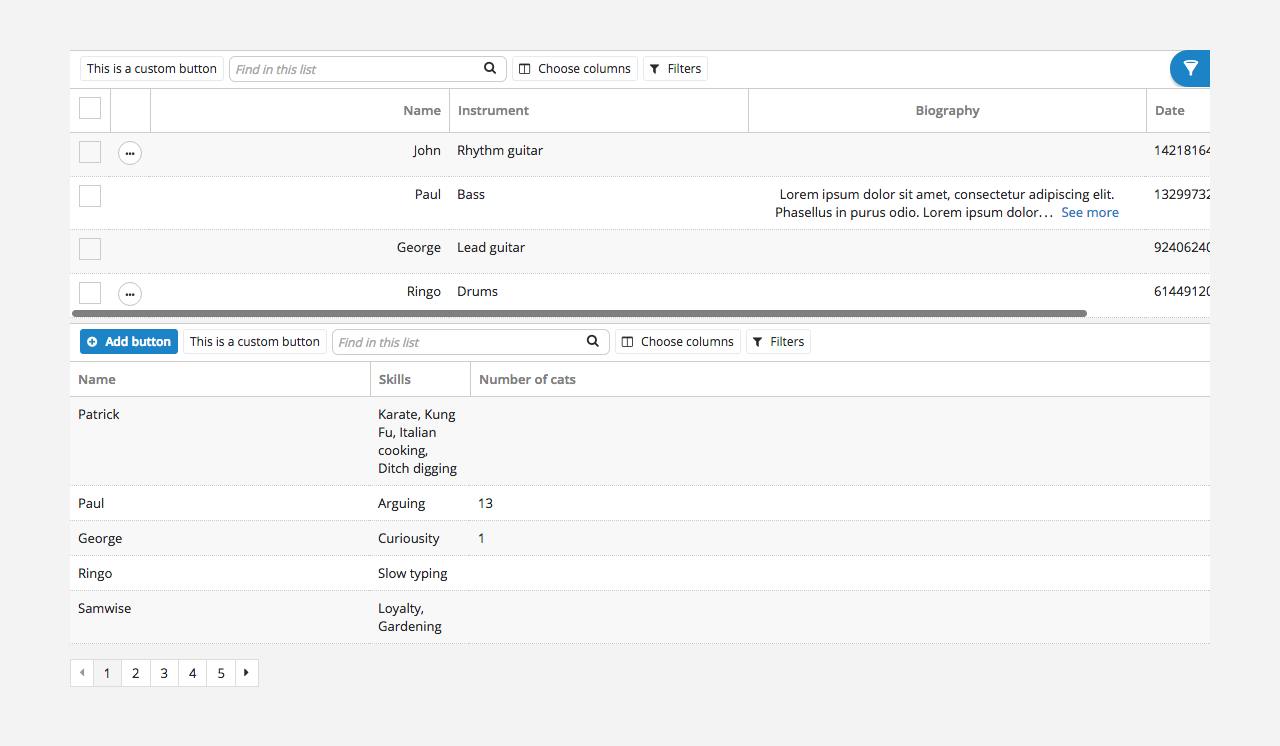 This is a custom button Find in this list Choose columns Filters
Name Instrument Biography Date
John Rhythm guitar 14218164
Paul Bass Lorem ipsum dolor sit amet, consectetur adipiscing elit. 13299732
Phasellus in purus odio. Lorem ipsum dolor... See more
George Lead guitar 92406240
Ringo Drums 61449120
Add button This is a custom button Find in this list Choose columns Filters
Name Skills Number of cats
Patrick Karate, Kung
Fu, Italian
cooking,
Ditch digging
Paul Arguing 13
George Curiousity 1
Ringo Slow typing
Samwise Loyalty,
Gardening
1 2 3 4 5